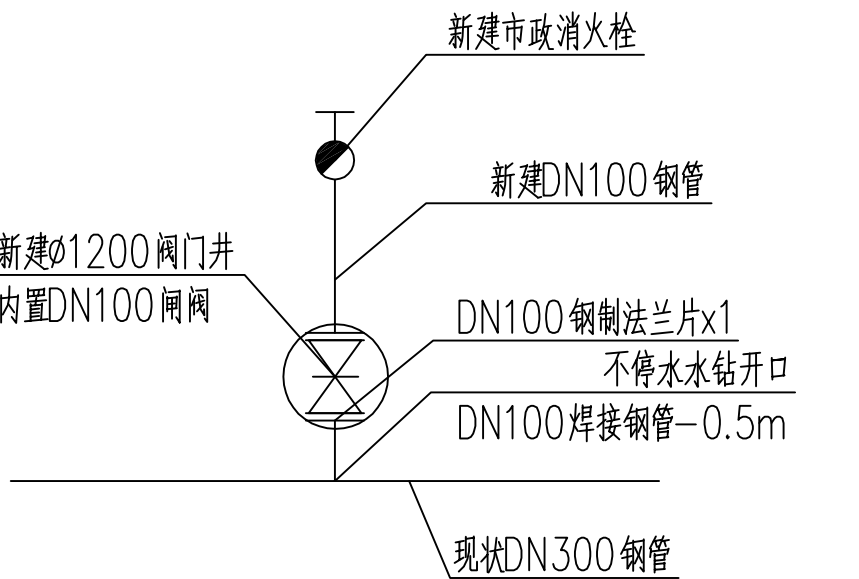 新建市政消火栓
新建DN100钢管
新建ø1200阀门井
内置DN100闸阀
DN100钢制法兰片x1
不停水水钻开口
DN100焊接钢管-0.5m
现状DN300钢管